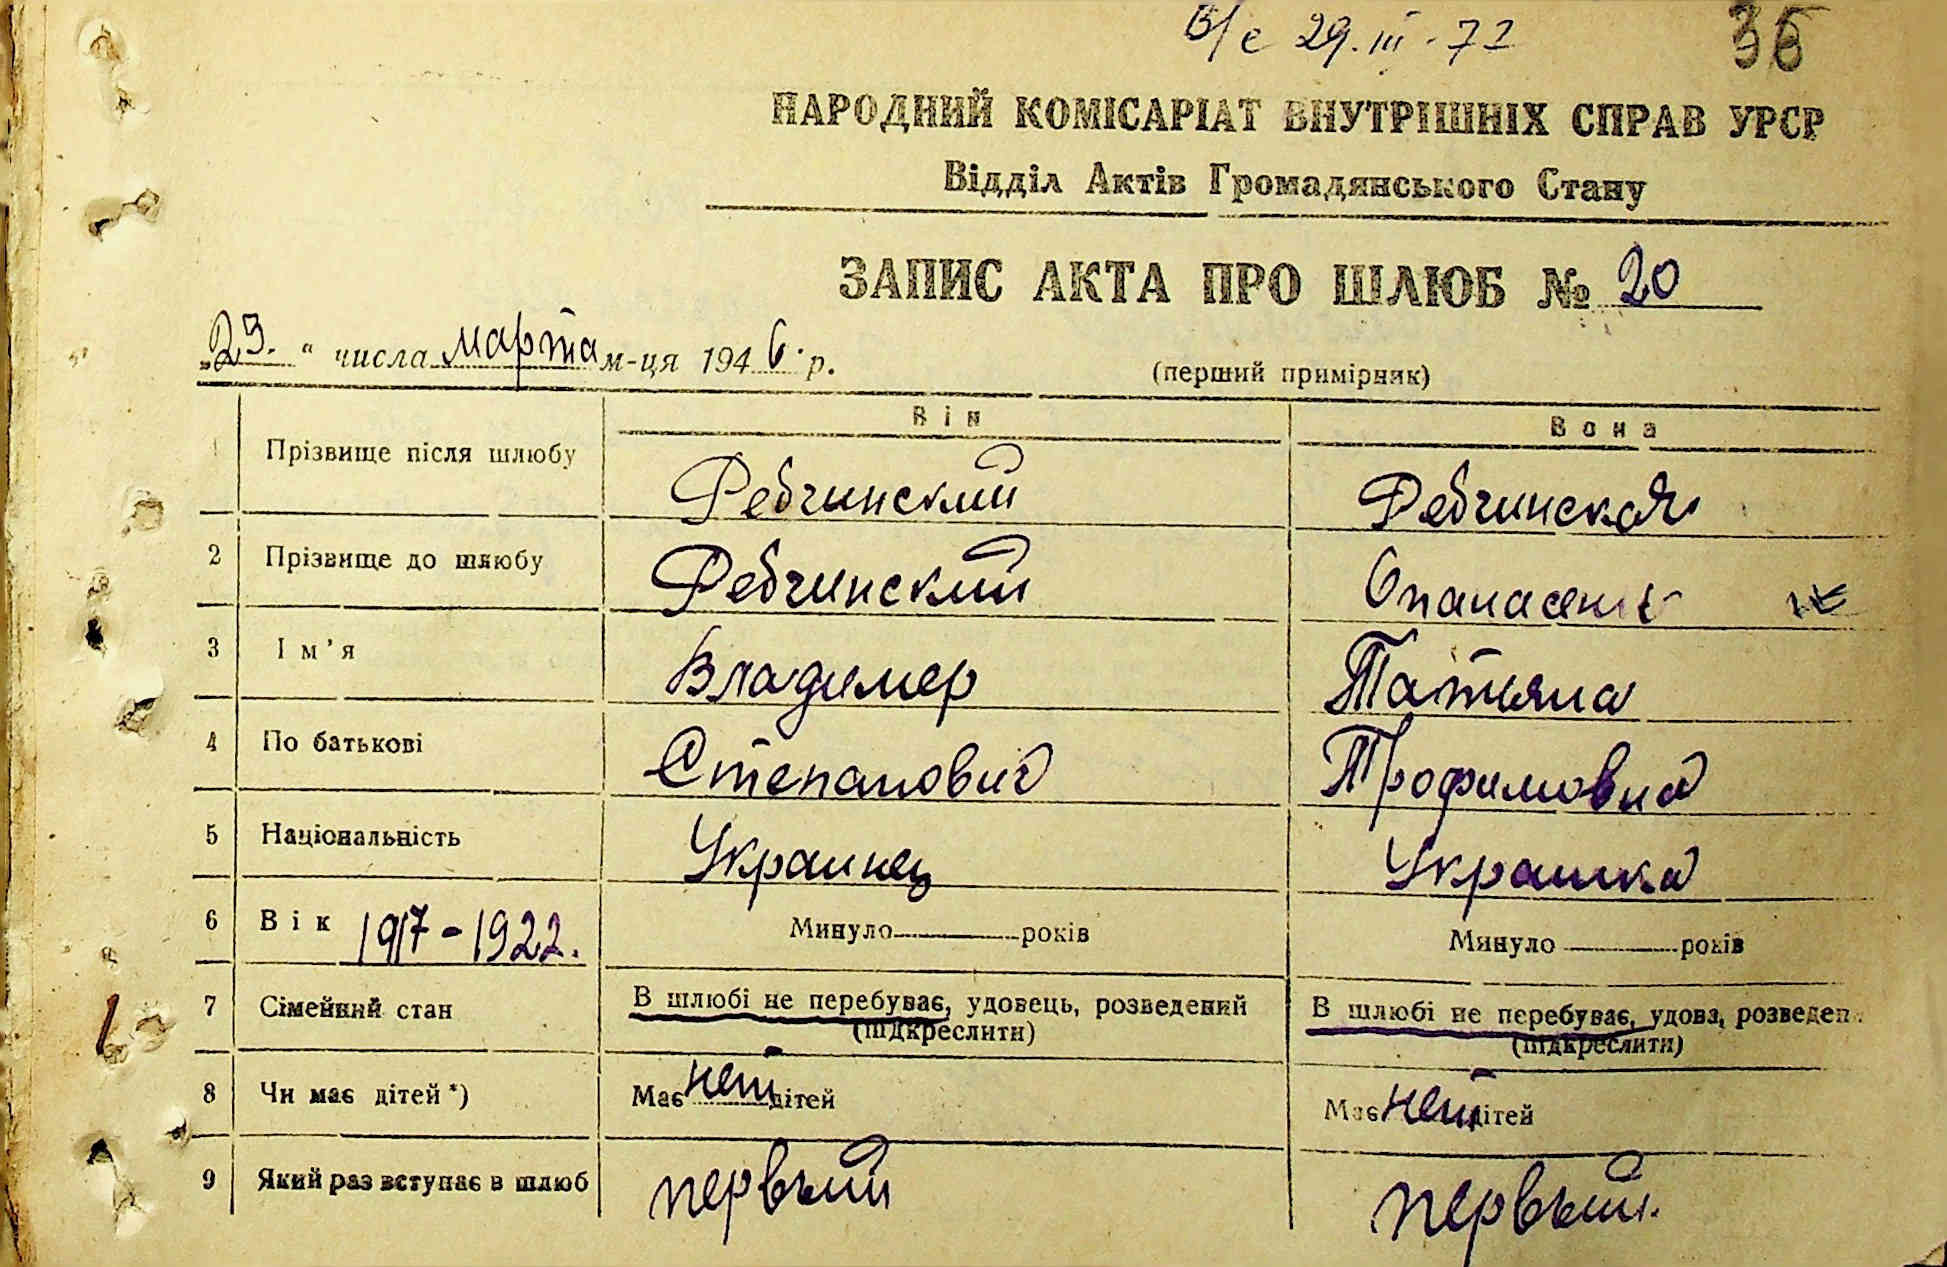 В/с 29.III.-72 36
НАРОДНИЙ КОМІСАРІАТ ВНУТРІШНІХ СПРАВ УРСР
Відділ Актів Громадянського Стану
ЗАПИС АКТА ПРО ШЛЮБ № 20
„23." числа марта м-ця 1946. р. (перший примірник)
Він Вона
1 Прізвище після шлюбу Ребчинский Ребчинская
2 Прізвище до шлюбу Ребчинский Опанасенк
3 Ім'я Владимер Татьяна
4 По батькові Степанович Трофимовна
5 Національність Украинец Украинка
6 Вік 1917-1922. Минуло років Минуло років
7 Сімейний стан В шлюбі не перебуває, удовець, розведений (підкреслити) В шлюбі не перебуває, удова, розведен (підкреслити)
8 Чи має дітей *) Має нет дітей Має нет дітей
9 Який раз вступає в шлюб первый первый.